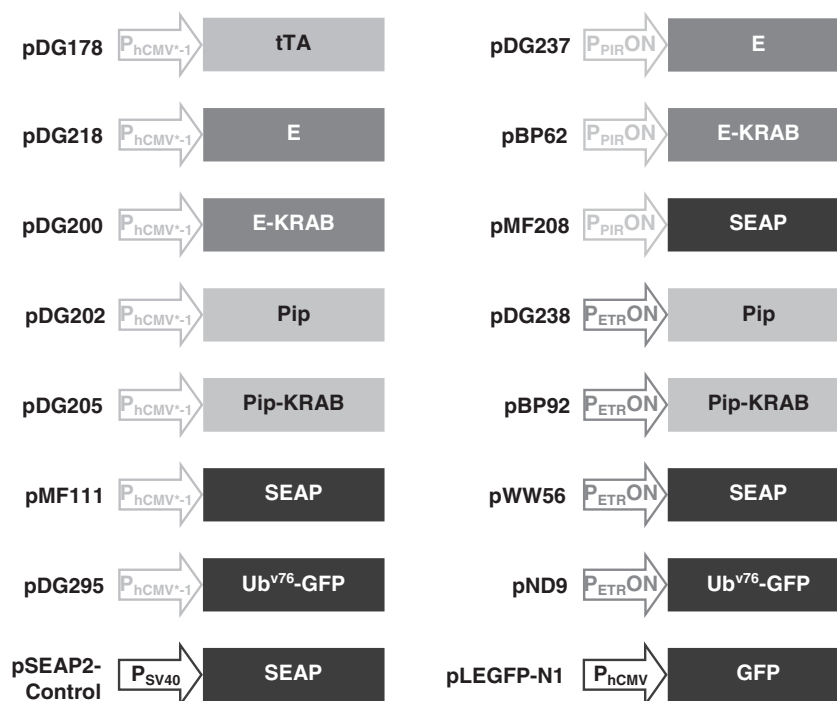 pDG178 PhCMV*-1 tTA
pDG218 PhCMV*-1 E
pDG200 PhCMV*-1 E-KRAB
pDG202 PhCMV*-1 Pip
pDG205 PhCMV*-1 Pip-KRAB
pMF111 PhCMV*-1 SEAP
pDG295 PhCMV*-1 Ubv76-GFP
pSEAP2-
Control PSV40 SEAP
pDG237 PPIRON E
pBP62 PPIRON E-KRAB
pMF208 PPIRON SEAP
pDG238 PETRON Pip
pBP92 PETRON Pip-KRAB
pWW56 PETRON SEAP
pND9 PETRON Ubv76-GFP
pLEGFP-N1 PhCMV GFP